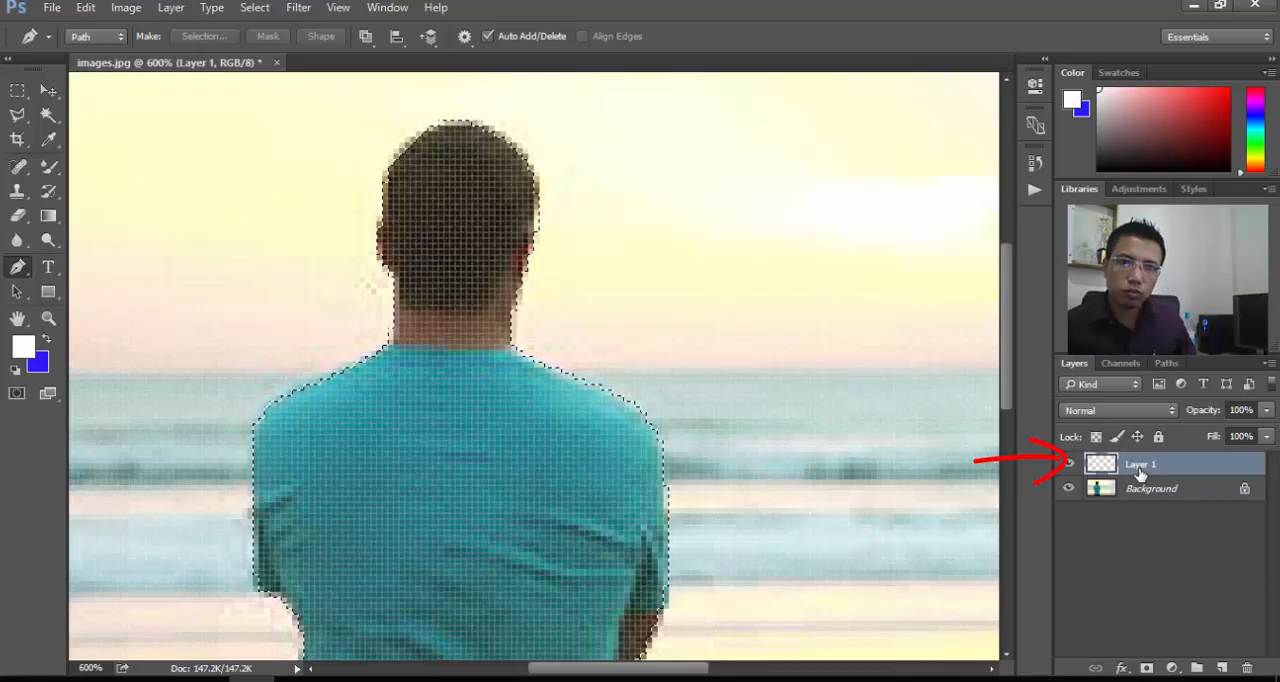 Ps File Edit Image Layer Type Select Filter View Window Help
Path Make: Selection... Mask Shape Auto Add/Delete Align Edges Essentials
images.jpg @ 600% (Layer 1, RGB/8) * ×
Color Swatches
Libraries Adjustments Styles
T
Layers Channels Paths
Kind T
Normal Opacity: 100%
Lock: Fill: 100%
Layer 1
Background
600% Doc: 147.2K/147.2K
fx